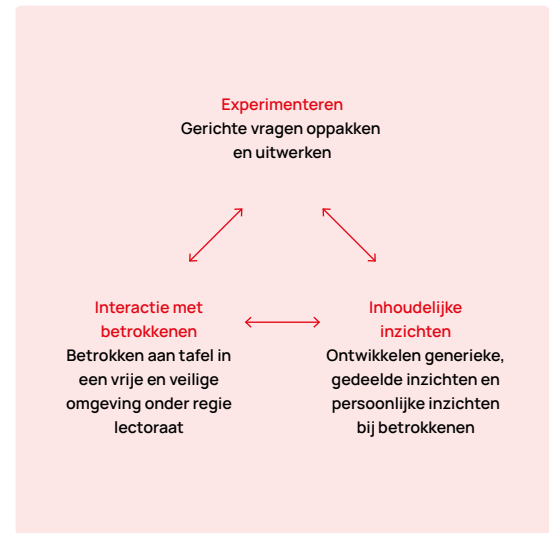 Experimenteren
Gerichte vragen oppakken
en uitwerken
Interactie met
betrokkenen
Betrokken aan tafel in
een vrije en veilige
omgeving onder regie
lectoraat
Inhoudelijke
inzichten
Ontwikkelen generieke,
gedeelde inzichten en
persoonlijke inzichten
bij betrokkenen